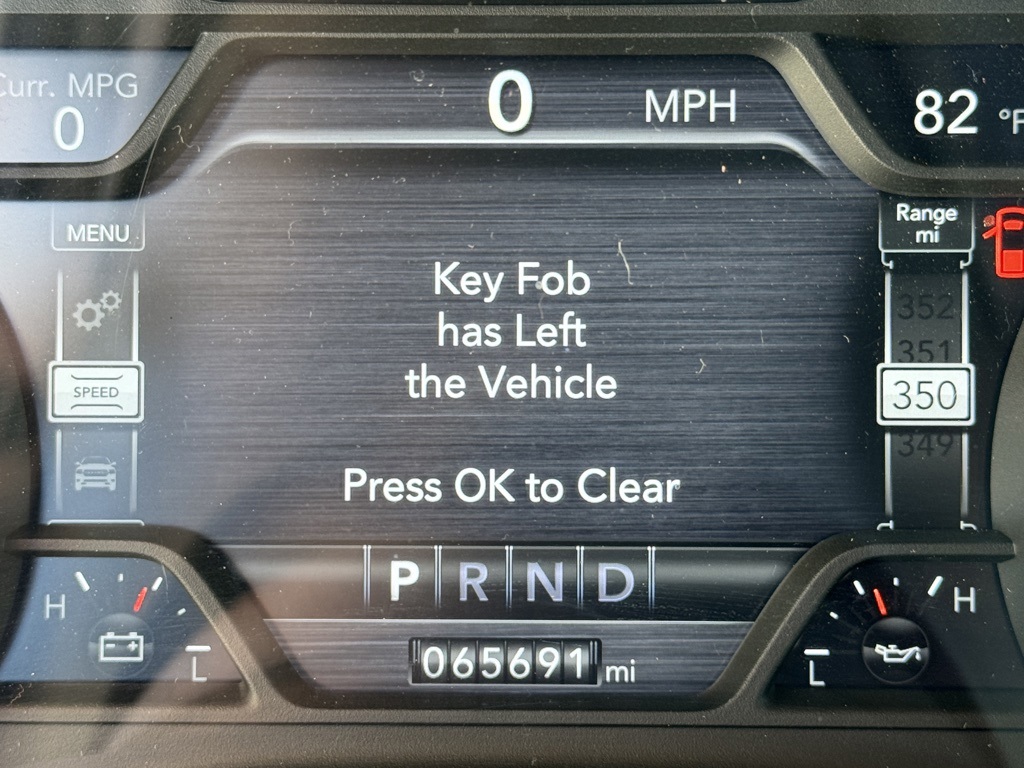 Curr. MPG
0
0 MPH
82 °F
MENU
SPEED
Range
mi
352
351
350
349
Key Fob
has Left
the Vehicle
Press OK to Clear
P R N D
H
L
065691 mi
H
L